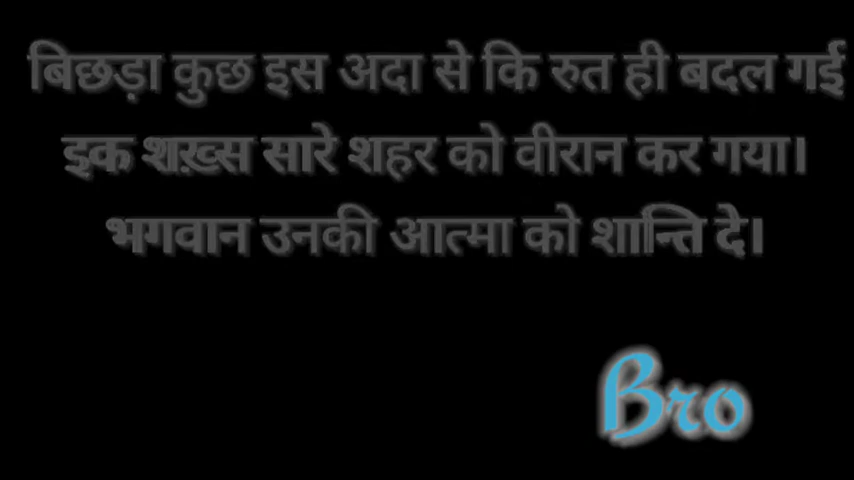 बिछड़ा कुछ इस अदा से कि रुत ही बदल गई
इक शख़्स सारे शहर को वीरान कर गया।
भगवान उनकी आत्मा को शान्ति दे।
Bro